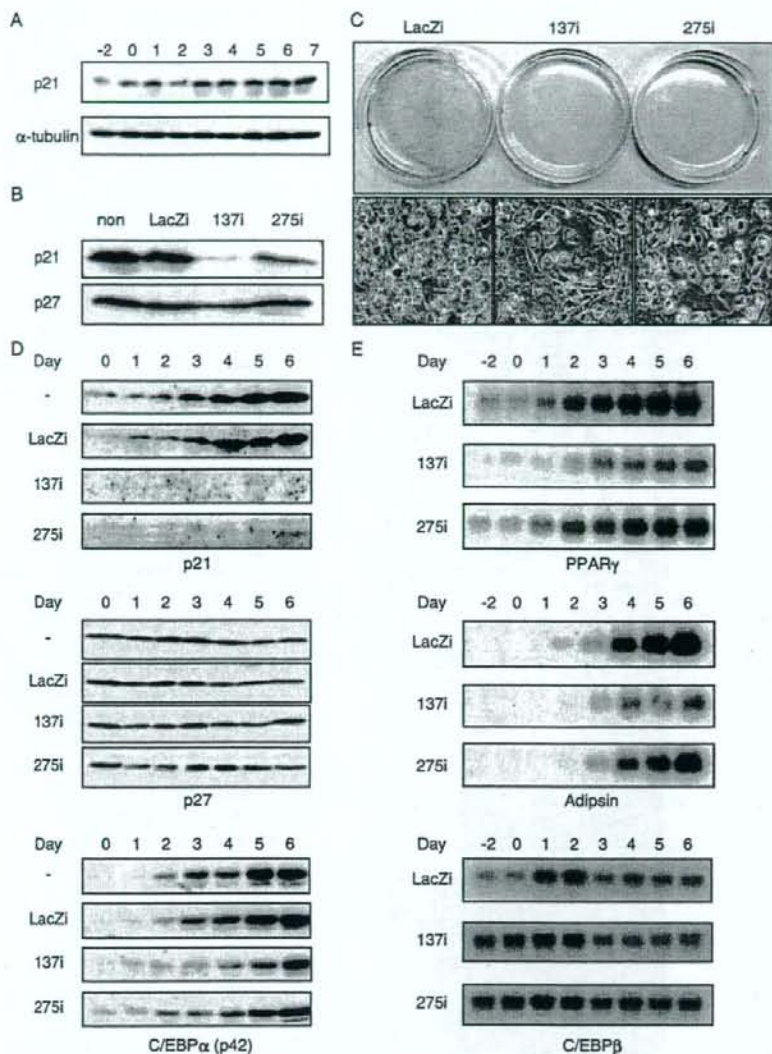 A
-2 0 1 2 3 4 5 6 7
p21
α-tubulin
B
non LacZi 137i 275i
p21
p27
C
LacZi 137i 275i
D
Day 0 1 2 3 4 5 6
-
LacZi
137i
275i
p21
Day 0 1 2 3 4 5 6
-
LacZi
137i
275i
p27
Day 0 1 2 3 4 5 6
-
LacZi
137i
275i
C/EBPα (p42)
E
Day -2 0 1 2 3 4 5 6
LacZi
137i
275i
PPARγ
Day -2 0 1 2 3 4 5 6
LacZi
137i
275i
Adipsin
Day -2 0 1 2 3 4 5 6
LacZi
137i
275i
C/EBPβ